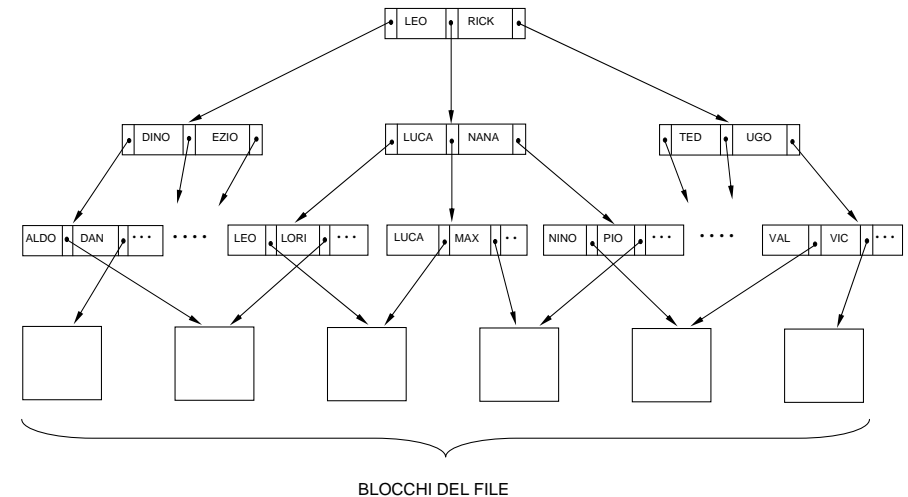 LEO RICK
DINO EZIO LUCA NANA TED UGO
ALDO DAN ... .... LEO LORI ... LUCA MAX .. NINO PIO ... .... VAL VIC ...
BLOCCHI DEL FILE